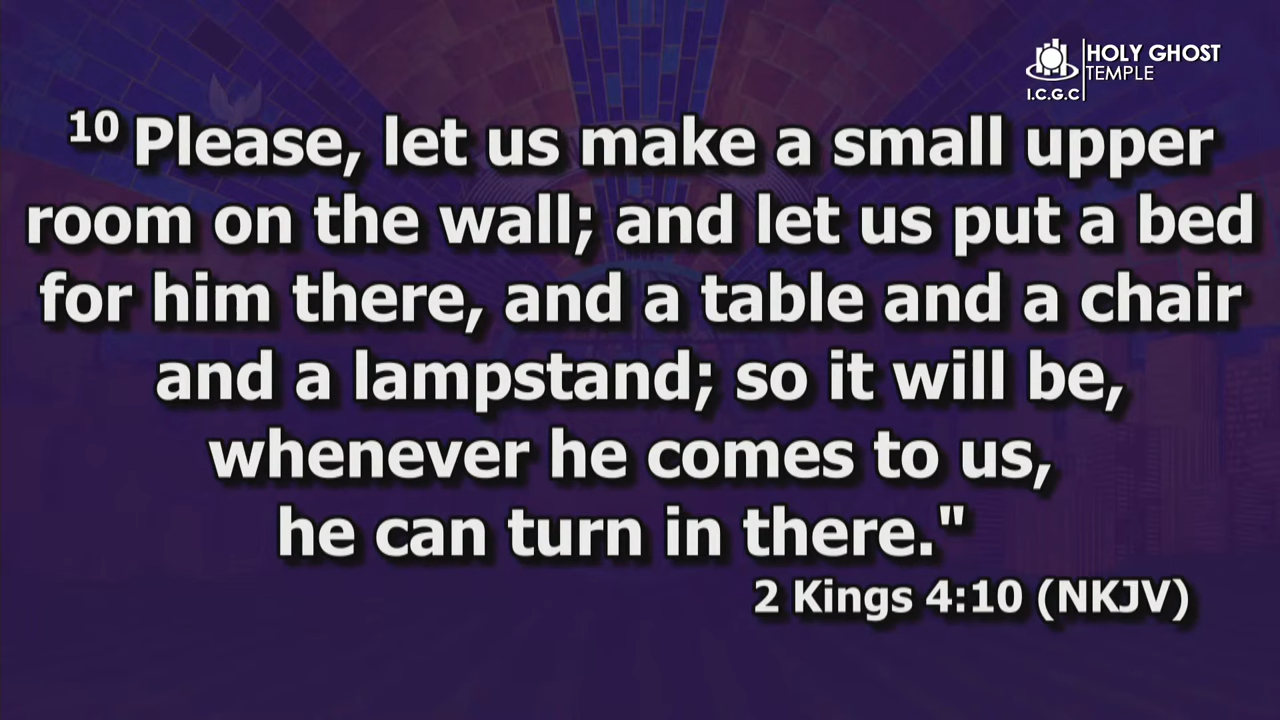 HOLY GHOST
TEMPLE
I.C.G.C
10 Please, let us make a small upper
room on the wall; and let us put a bed
for him there, and a table and a chair
and a lampstand; so it will be,
whenever he comes to us,
he can turn in there."
2 Kings 4:10 (NKJV)